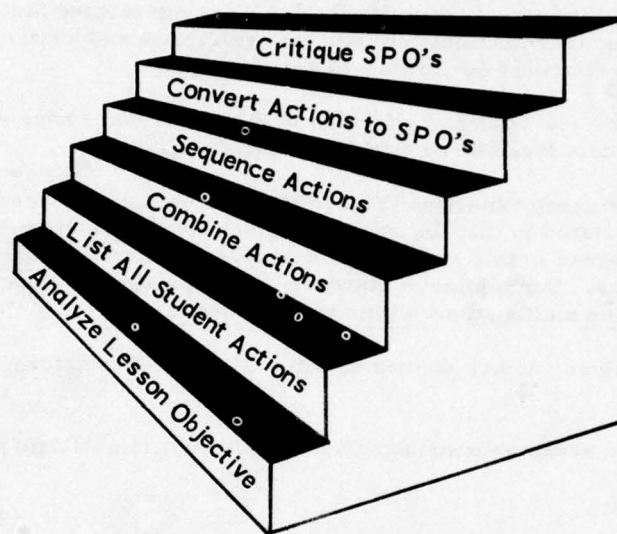 Critique SPO's
Convert Actions to SPO's
Sequence Actions
Combine Actions
List All Student Actions
Analyze Lesson Objective